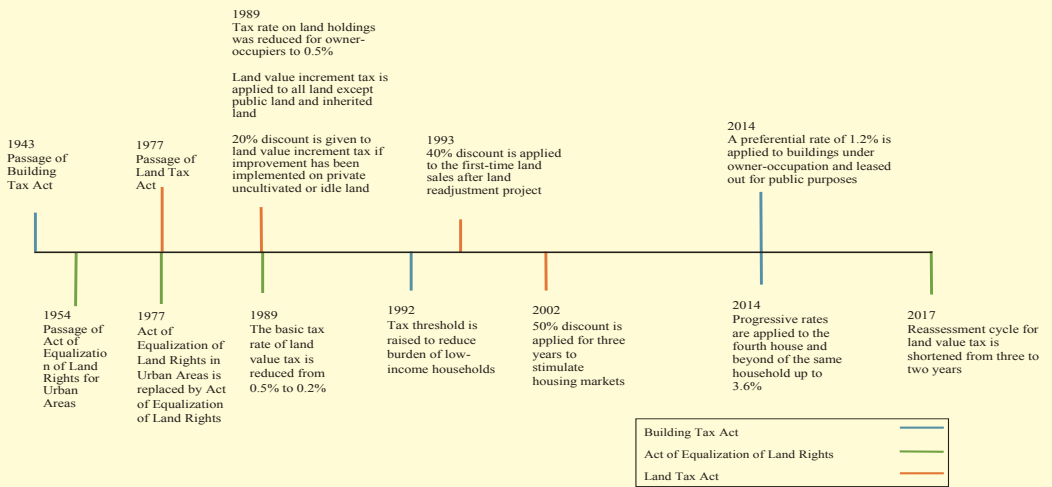 1943
Passage of
Building
Tax Act
1977
Passage of
Land Tax
Act
1989
Tax rate on land holdings
was reduced for owner-
occupiers to 0.5%
Land value increment tax is
applied to all land except
public land and inherited
land
20% discount is given to
land value increment tax if
improvement has been
implemented on private
uncultivated or idle land
1993
40% discount is applied
to the first-time land
sales after land
readjustment project
2014
A preferential rate of 1.2% is
applied to buildings under
owner-occupation and leased
out for public purposes
1954
Passage of
Act of
Equalizatio
n of Land
Rights for
Urban
Areas
1977
Act of
Equalization of
Land Rights in
Urban Areas is
replaced by Act
of Equalization
of Land Rights
1989
The basic tax
rate of land
value tax is
reduced from
0.5% to 0.2%
1992
Tax threshold is
raised to reduce
burden of low-
income households
2002
50% discount is
applied for three
years to
stimulate
housing markets
2014
Progressive rates
are applied to the
fourth house and
beyond of the same
household up to
3.6%
2017
Reassessment cycle for
land value tax is
shortened from three to
two years
Building Tax Act
Act of Equalization of Land Rights
Land Tax Act